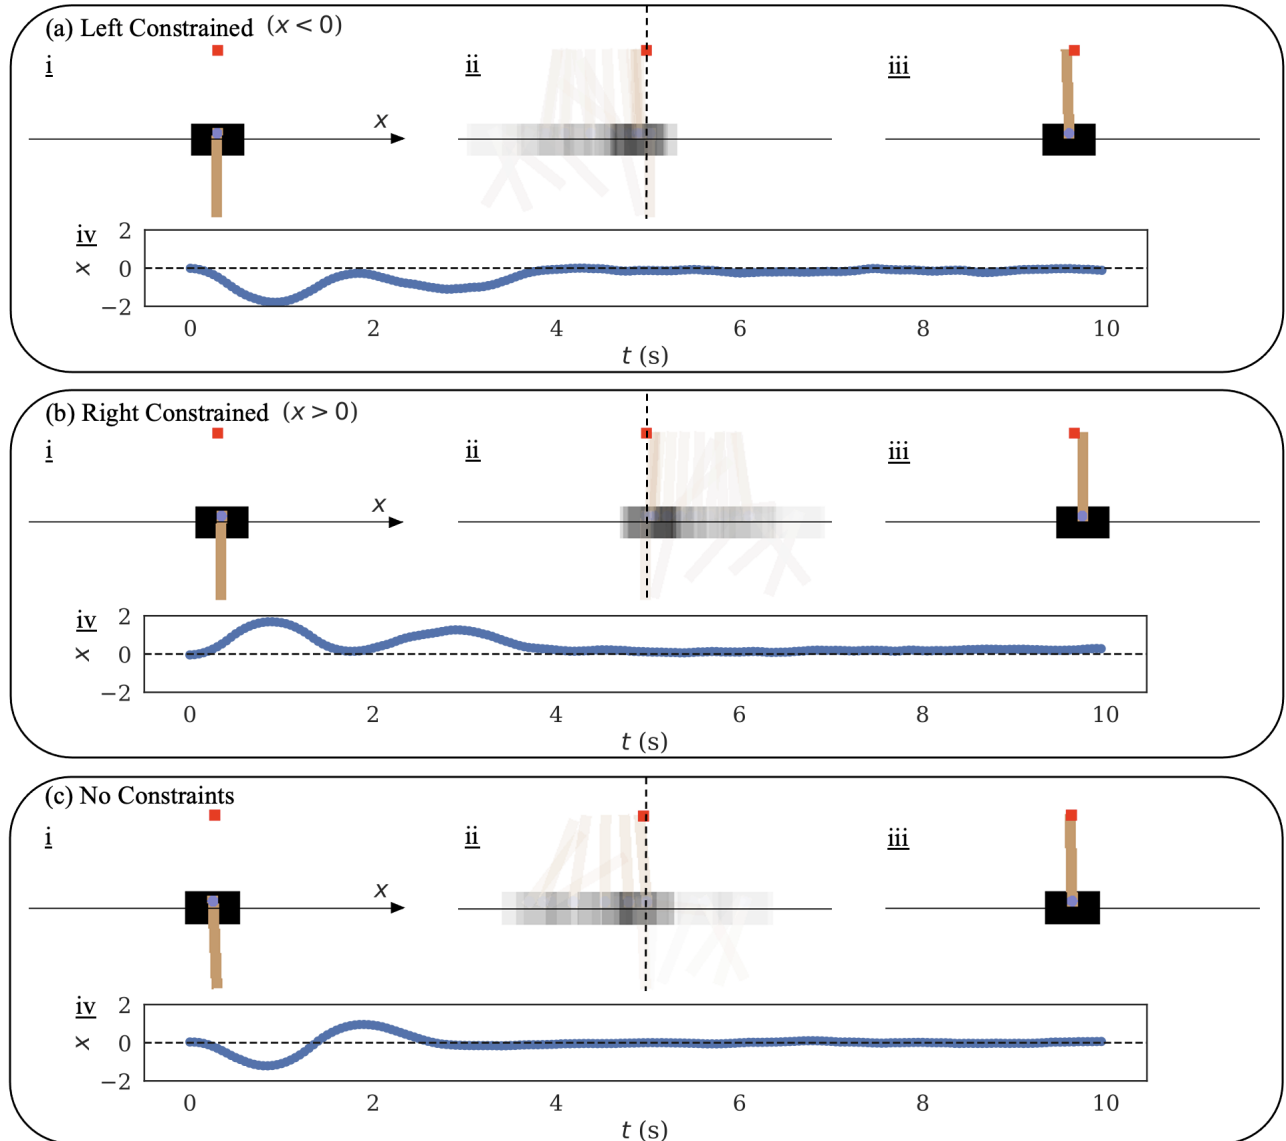 (a) Left Constrained (x < 0)
i
ii
iii
x
iv
2
x
0
−2
0 2 4 6 8 10
t (s)
(b) Right Constrained (x > 0)
i
ii
iii
x
iv
2
x
0
−2
0 2 4 6 8 10
t (s)
(c) No Constraints
i
ii
iii
x
iv
2
x
0
−2
0 2 4 6 8 10
t (s)